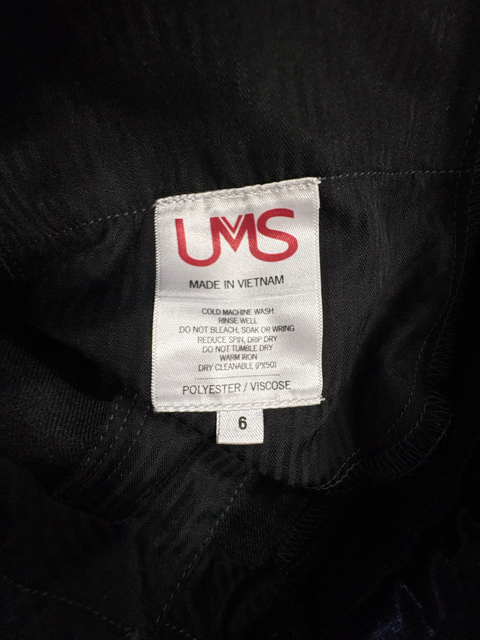 UMS
MADE IN VIETNAM
COLD MACHINE WASH
RINSE WELL
DO NOT BLEACH, SOAK OR WRING
REDUCE SPIN, DRIP DRY
DO NOT TUMBLE DRY
WARM IRON
DRY CLEANABLE (P)(50)
POLYESTER / VISCOSE
6